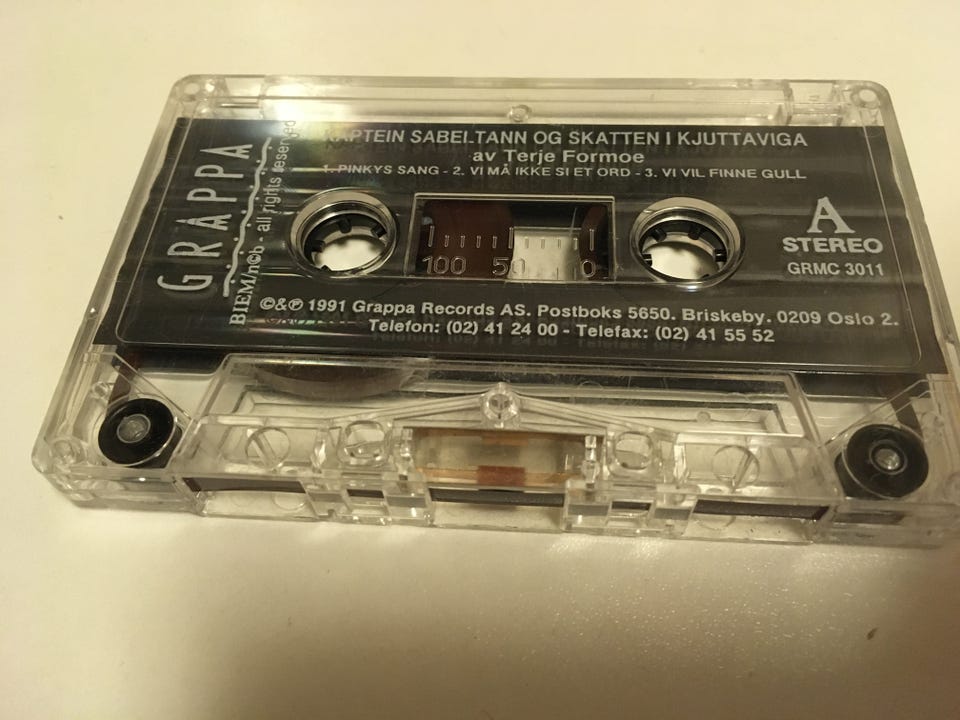 KAPTEIN SABELTANN OG SKATTEN I KJUTTAVIGA
av Terje Formoe
1. PINKYS SANG - 2. VI MÅ IKKE SI ET ORD - 3. VI VIL FINNE GULL
GRAPPA
BIEM/n©b - all rights reserved
100 50 0
A
STEREO
GRMC 3011
©&℗ 1991 Grappa Records AS. Postboks 5650. Briskeby. 0209 Oslo 2.
Telefon: (02) 41 24 00 - Telefax: (02) 41 55 52